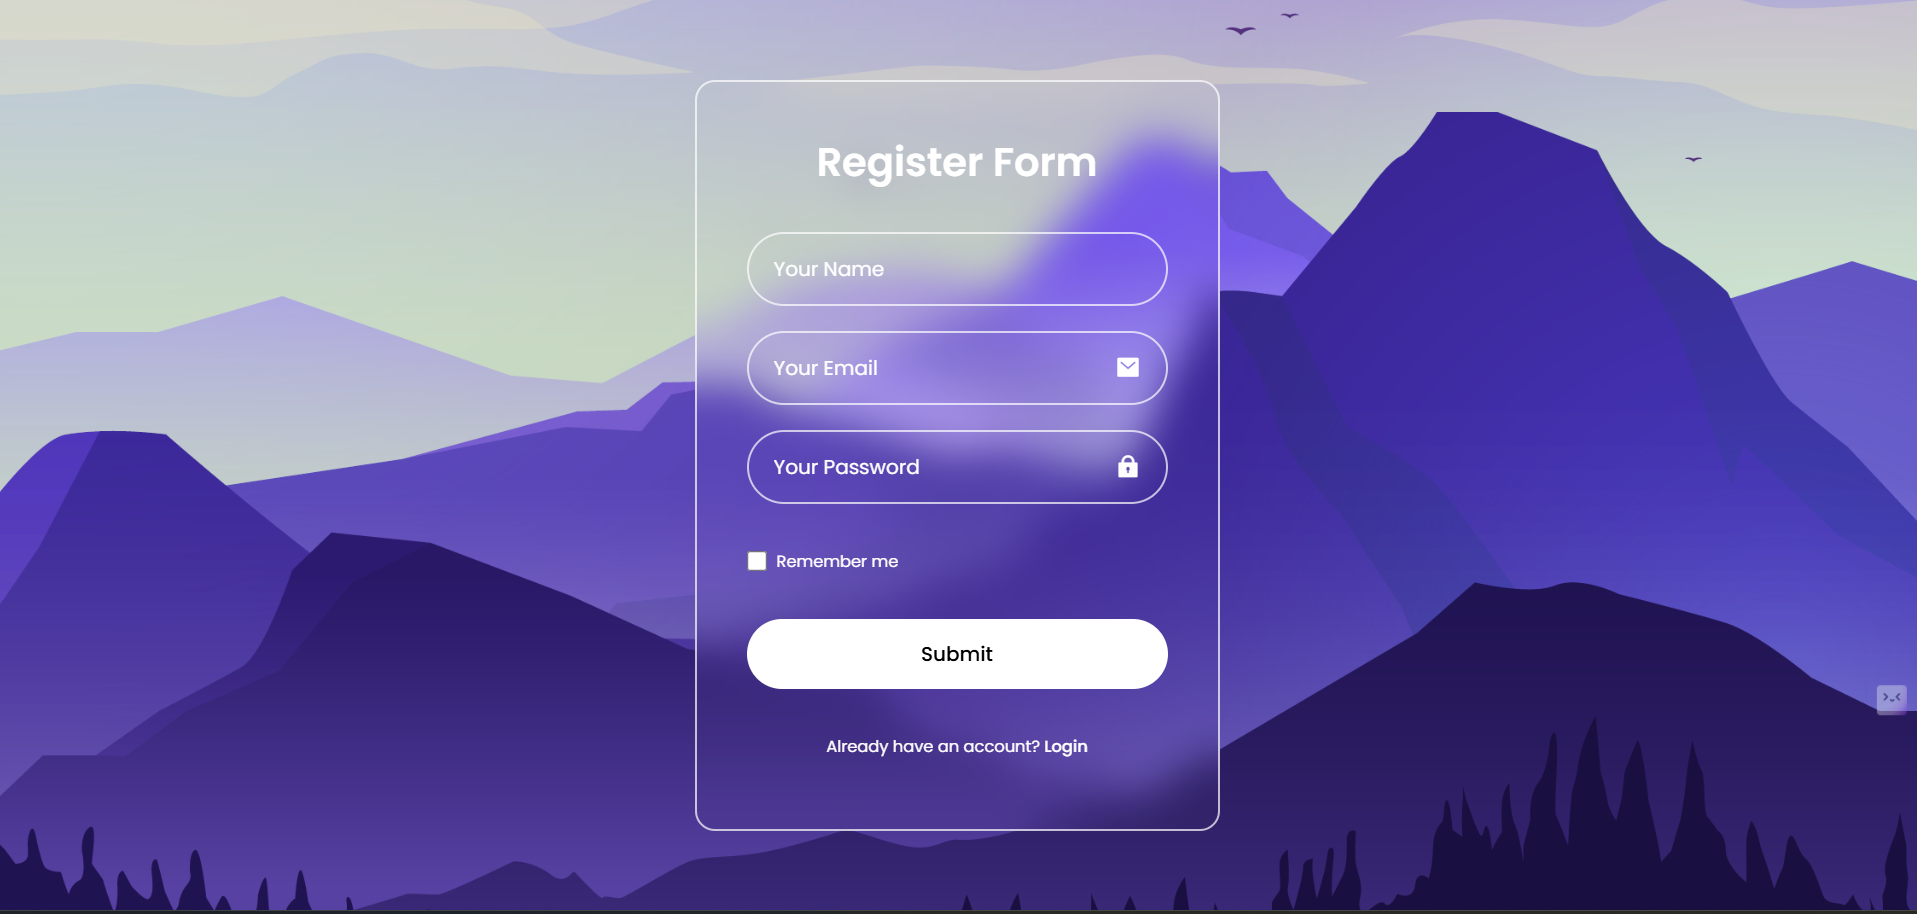 Register Form
Your Name
Your Email
Your Password
Remember me
Submit
Already have an account? Login